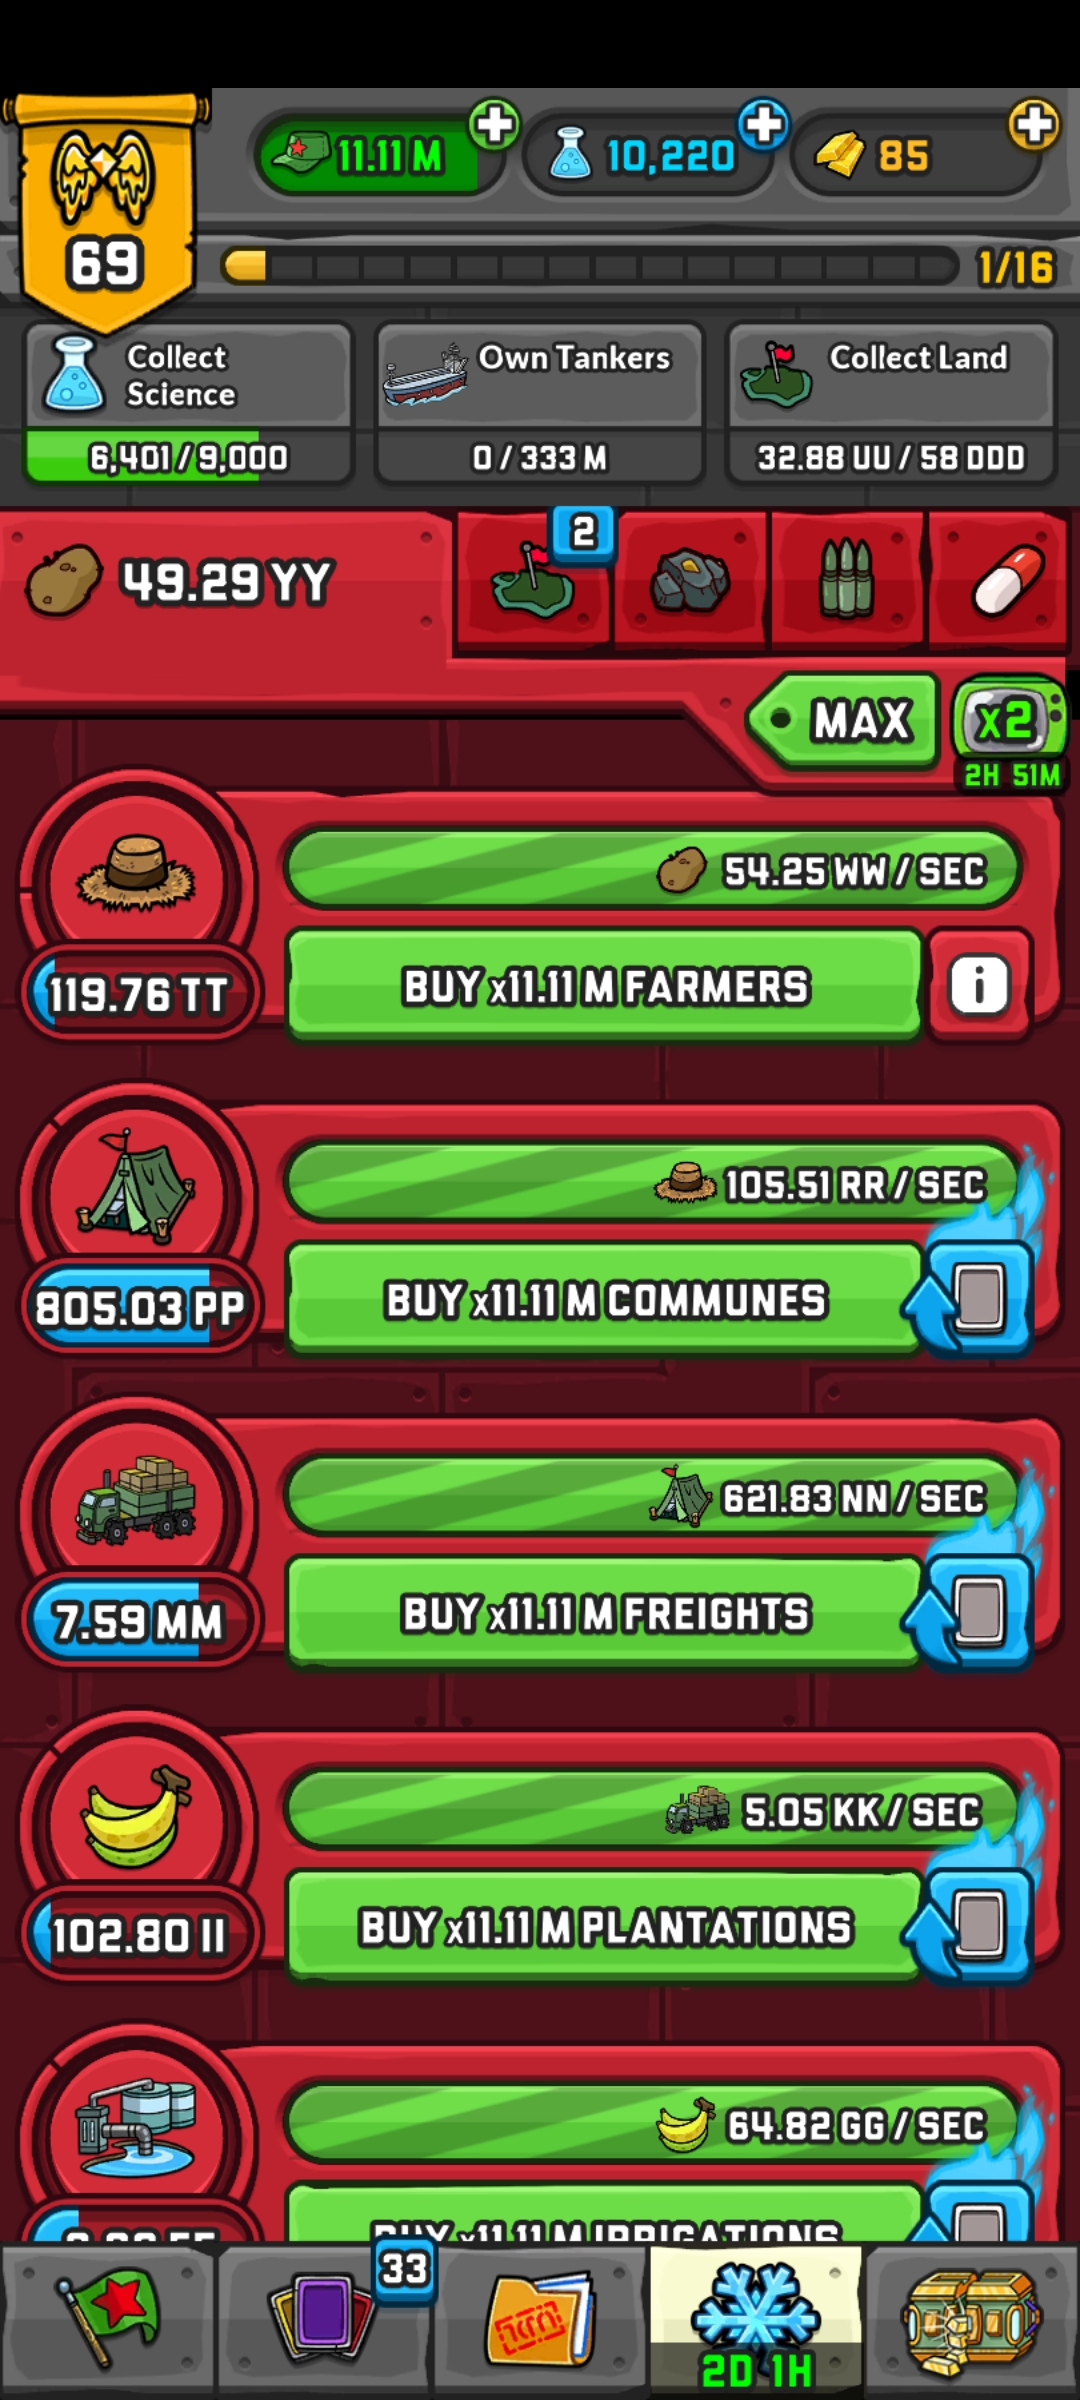 11.11 M
10,220
85
69
1/16
Collect
Science
6,401/9,000
Own Tankers
0/333 M
Collect Land
32.88 UU/58 DDD
49.29 YY
2
MAX
x2
2H 51M
54.25 WW/SEC
119.76 TT
BUY x11.11 M FARMERS
i
105.51 RR/SEC
805.03 PP
BUY x11.11 M COMMUNES
621.83 NN/SEC
7.59 MM
BUY x11.11 M FREIGHTS
5.05 KK/SEC
102.80 II
BUY x11.11 M PLANTATIONS
64.82 GG/SEC
BUY x11.11 M IRRIGATIONS
33
2D 1H